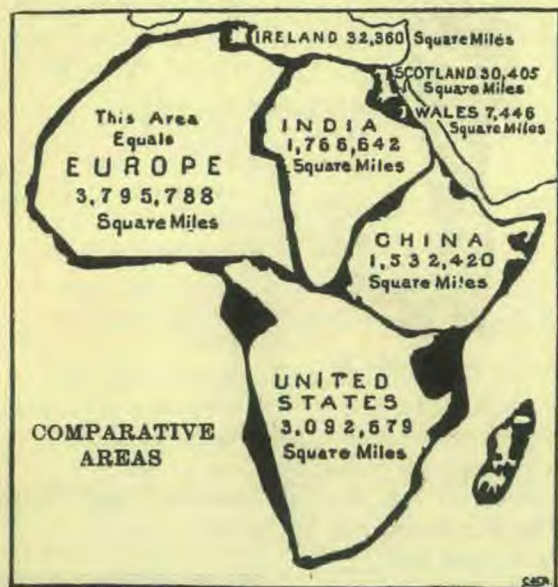 IRELAND 32,360 Square Miles
SCOTLAND 30,405
Square Miles
WALES 7,446
Square Miles
This Area
Equals
EUROPE
3,795,788
Square Miles
INDIA
1,766,642
Square Miles
CHINA
1,532,420
Square Miles
UNITED
STATES
3,092,679
Square Miles
COMPARATIVE
AREAS